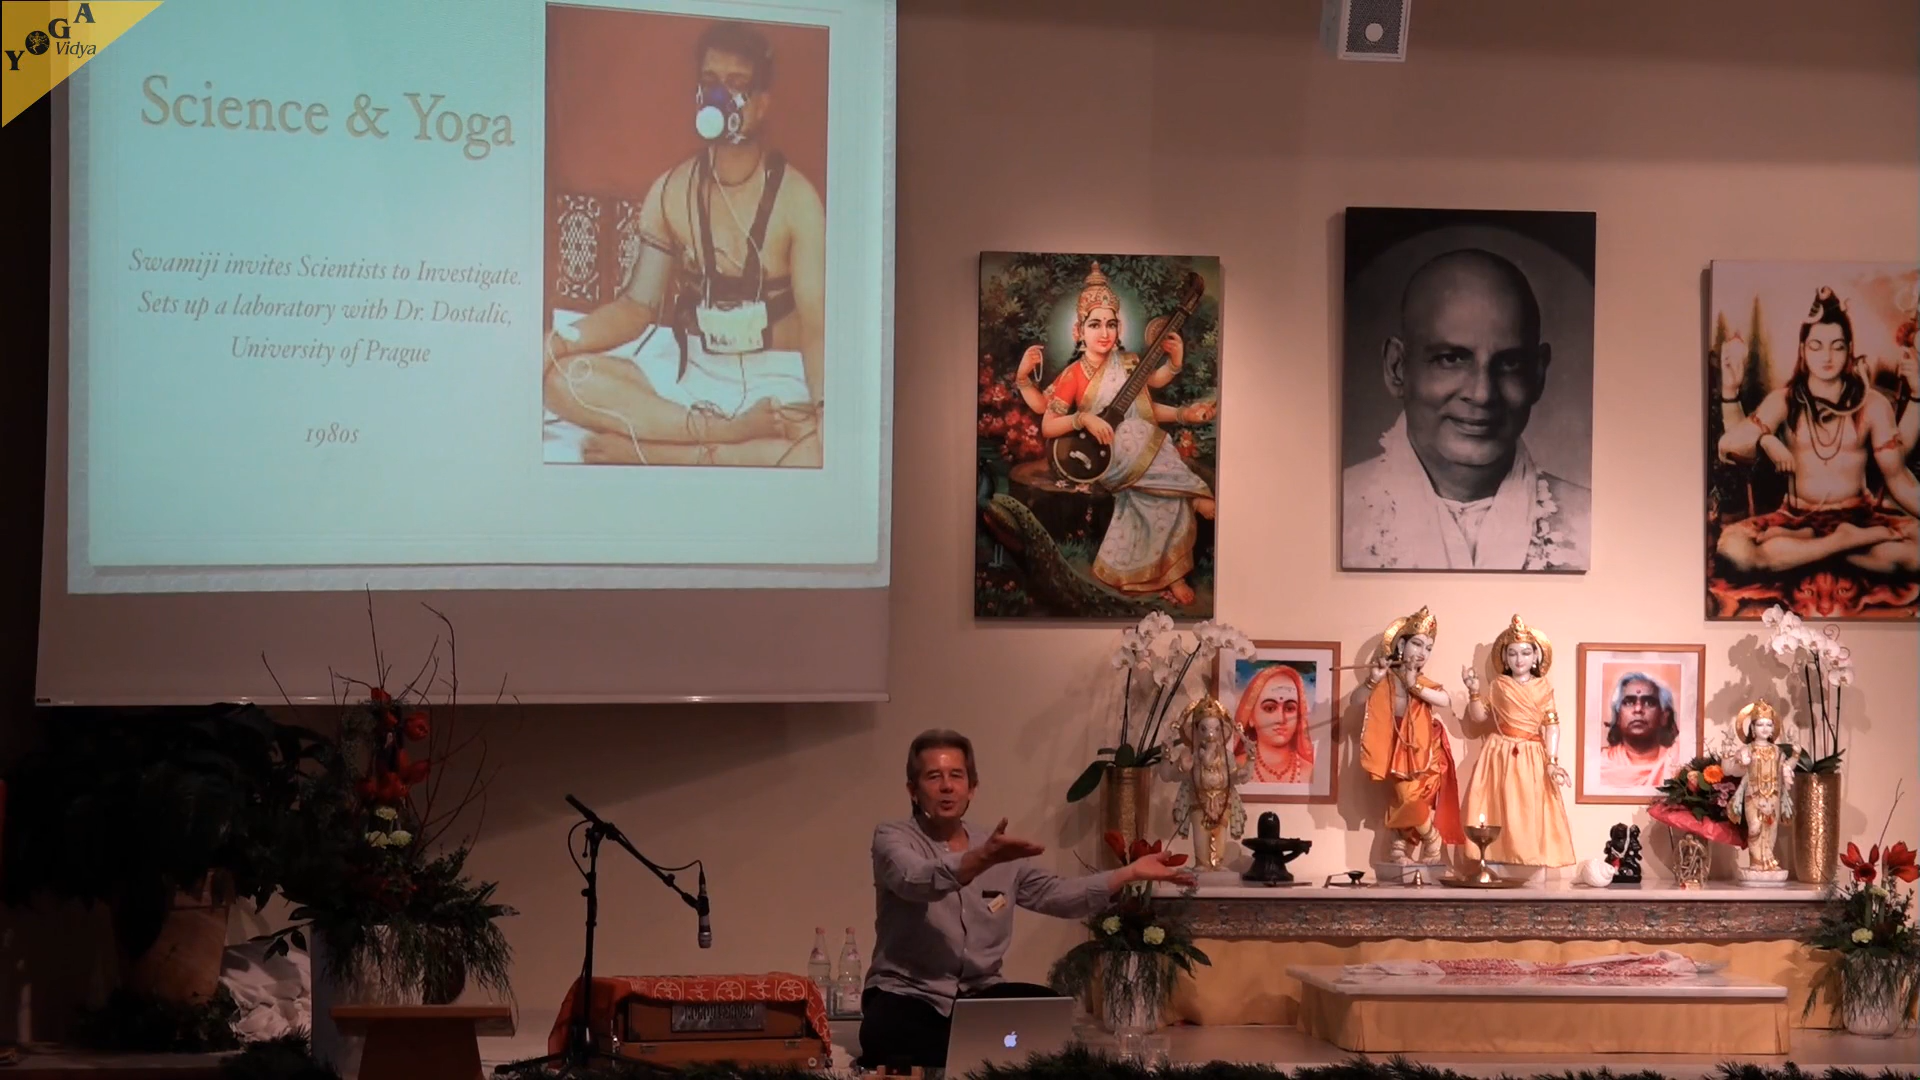 YOGA
Vidya
Science & Yoga
Swamiji invites Scientists to Investigate.
Sets up a laboratory with Dr. Dostalic,
University of Prague
1980s